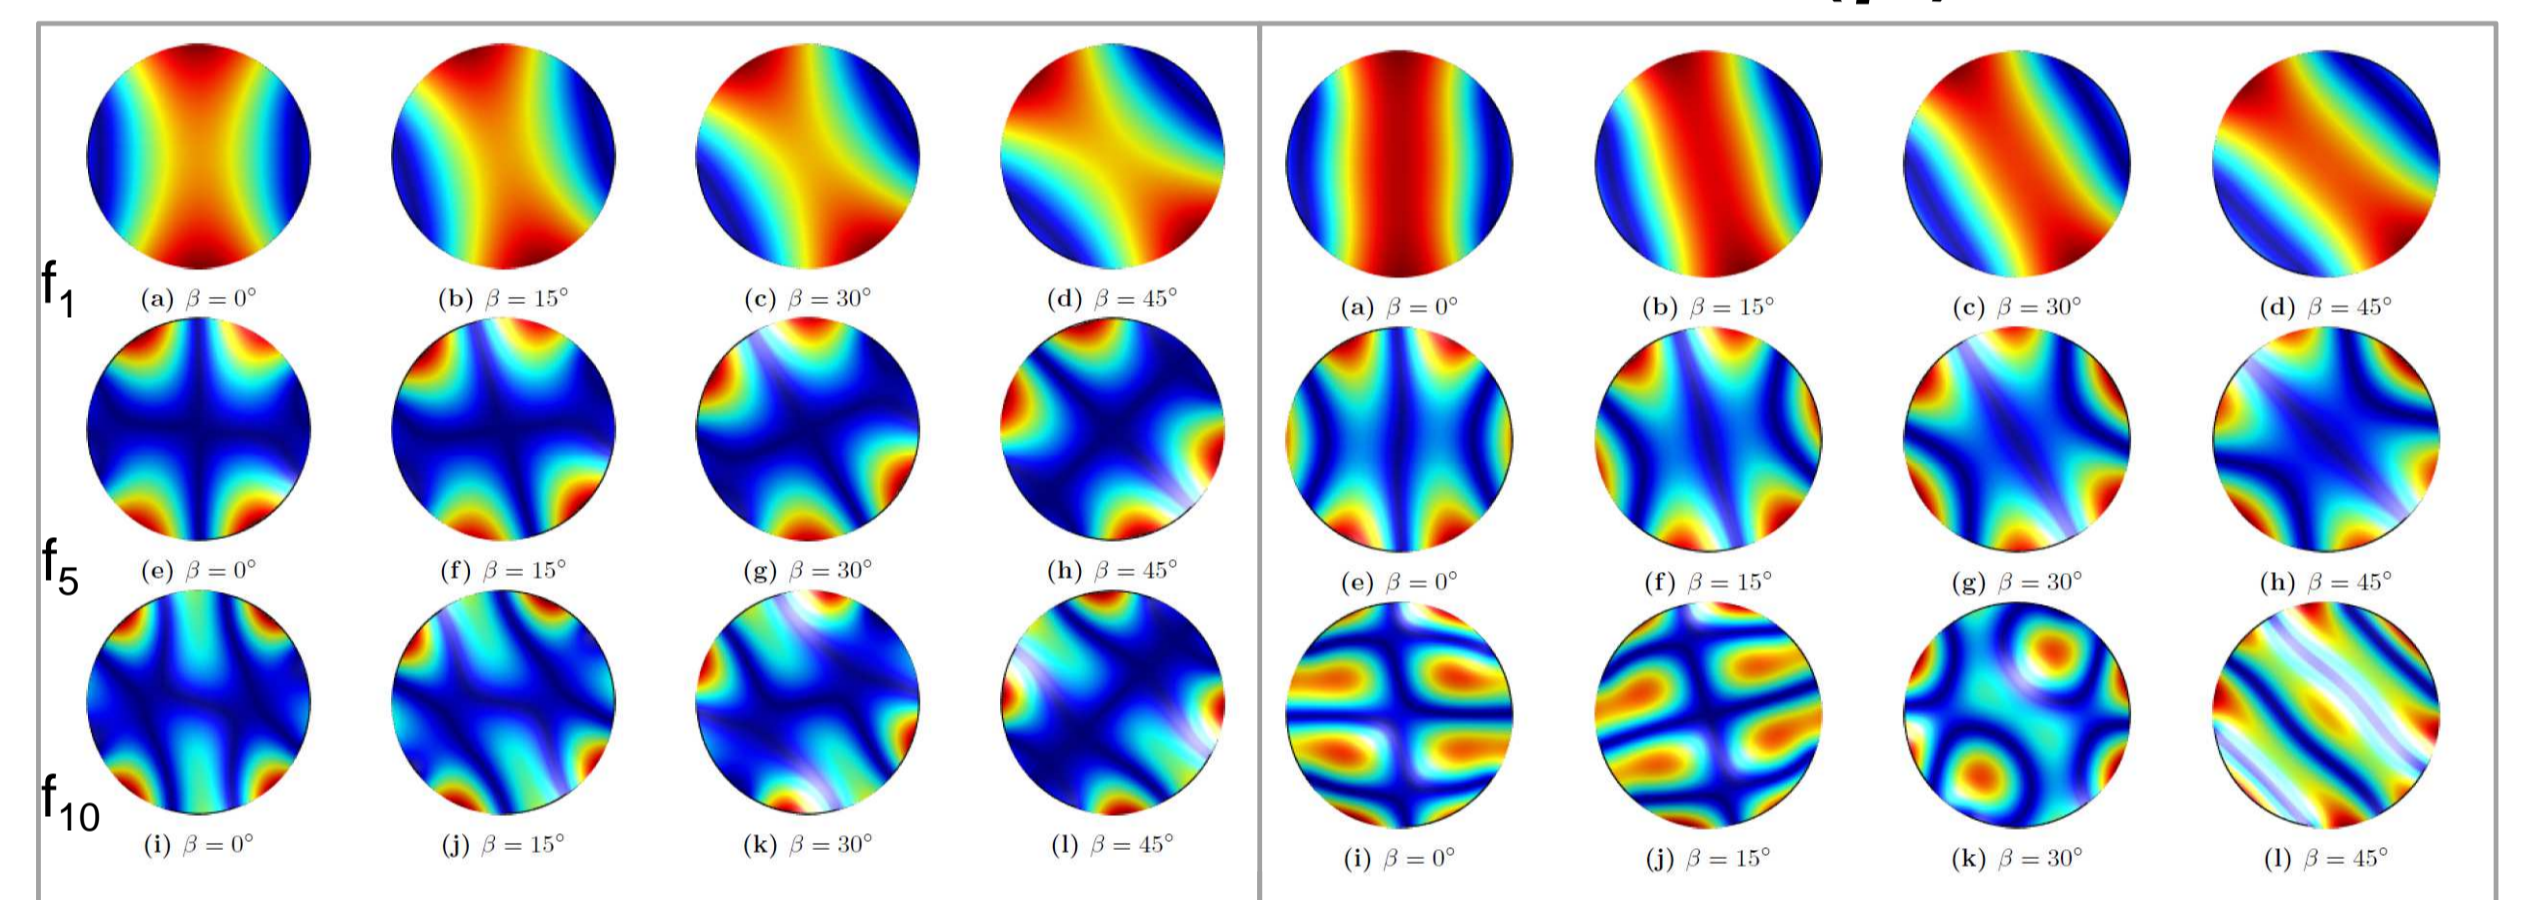 f1
(a) β = 0° (b) β = 15° (c) β = 30° (d) β = 45°
(a) β = 0° (b) β = 15° (c) β = 30° (d) β = 45°
f5
(e) β = 0° (f) β = 15° (g) β = 30° (h) β = 45°
(e) β = 0° (f) β = 15° (g) β = 30° (h) β = 45°
f10
(i) β = 0° (j) β = 15° (k) β = 30° (l) β = 45°
(i) β = 0° (j) β = 15° (k) β = 30° (l) β = 45°